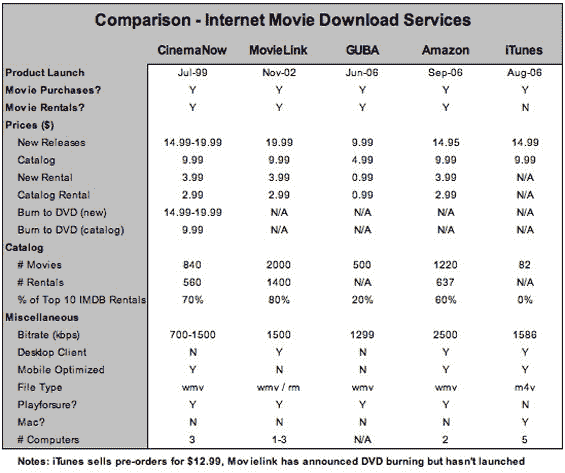 Comparison - Internet Movie Download Services
CinemaNow MovieLink GUBA Amazon iTunes
Product Launch Jul-99 Nov-02 Jun-06 Sep-06 Aug-06
Movie Purchases? Y Y Y Y Y
Movie Rentals? Y Y Y Y N
Prices ($)
New Releases 14.99-19.99 19.99 9.99 14.95 14.99
Catalog 9.99 9.99 4.99 9.99 9.99
New Rental 3.99 3.99 0.99 3.99 N/A
Catalog Rental 2.99 2.99 0.99 2.99 N/A
Burn to DVD (new) 14.99-19.99 N/A N/A N/A N/A
Burn to DVD (catalog) 9.99 N/A N/A N/A N/A
Catalog
# Movies 840 2000 500 1220 82
# Rentals 560 1400 N/A 637 N/A
% of Top 10 IMDB Rentals 70% 80% 20% 60% 0%
Miscellaneous
Bitrate (kbps) 700-1500 1500 1299 2500 1586
Desktop Client N Y N Y Y
Mobile Optimized Y N N Y Y
File Type wmv wmv / rm wmv wmv m4v
Playforsure? Y Y Y Y N
Mac? N N N N Y
# Computers 3 1-3 N/A 2 5
Notes: iTunes sells pre-orders for $12.99, Movielink has announced DVD burning but hasn't launched